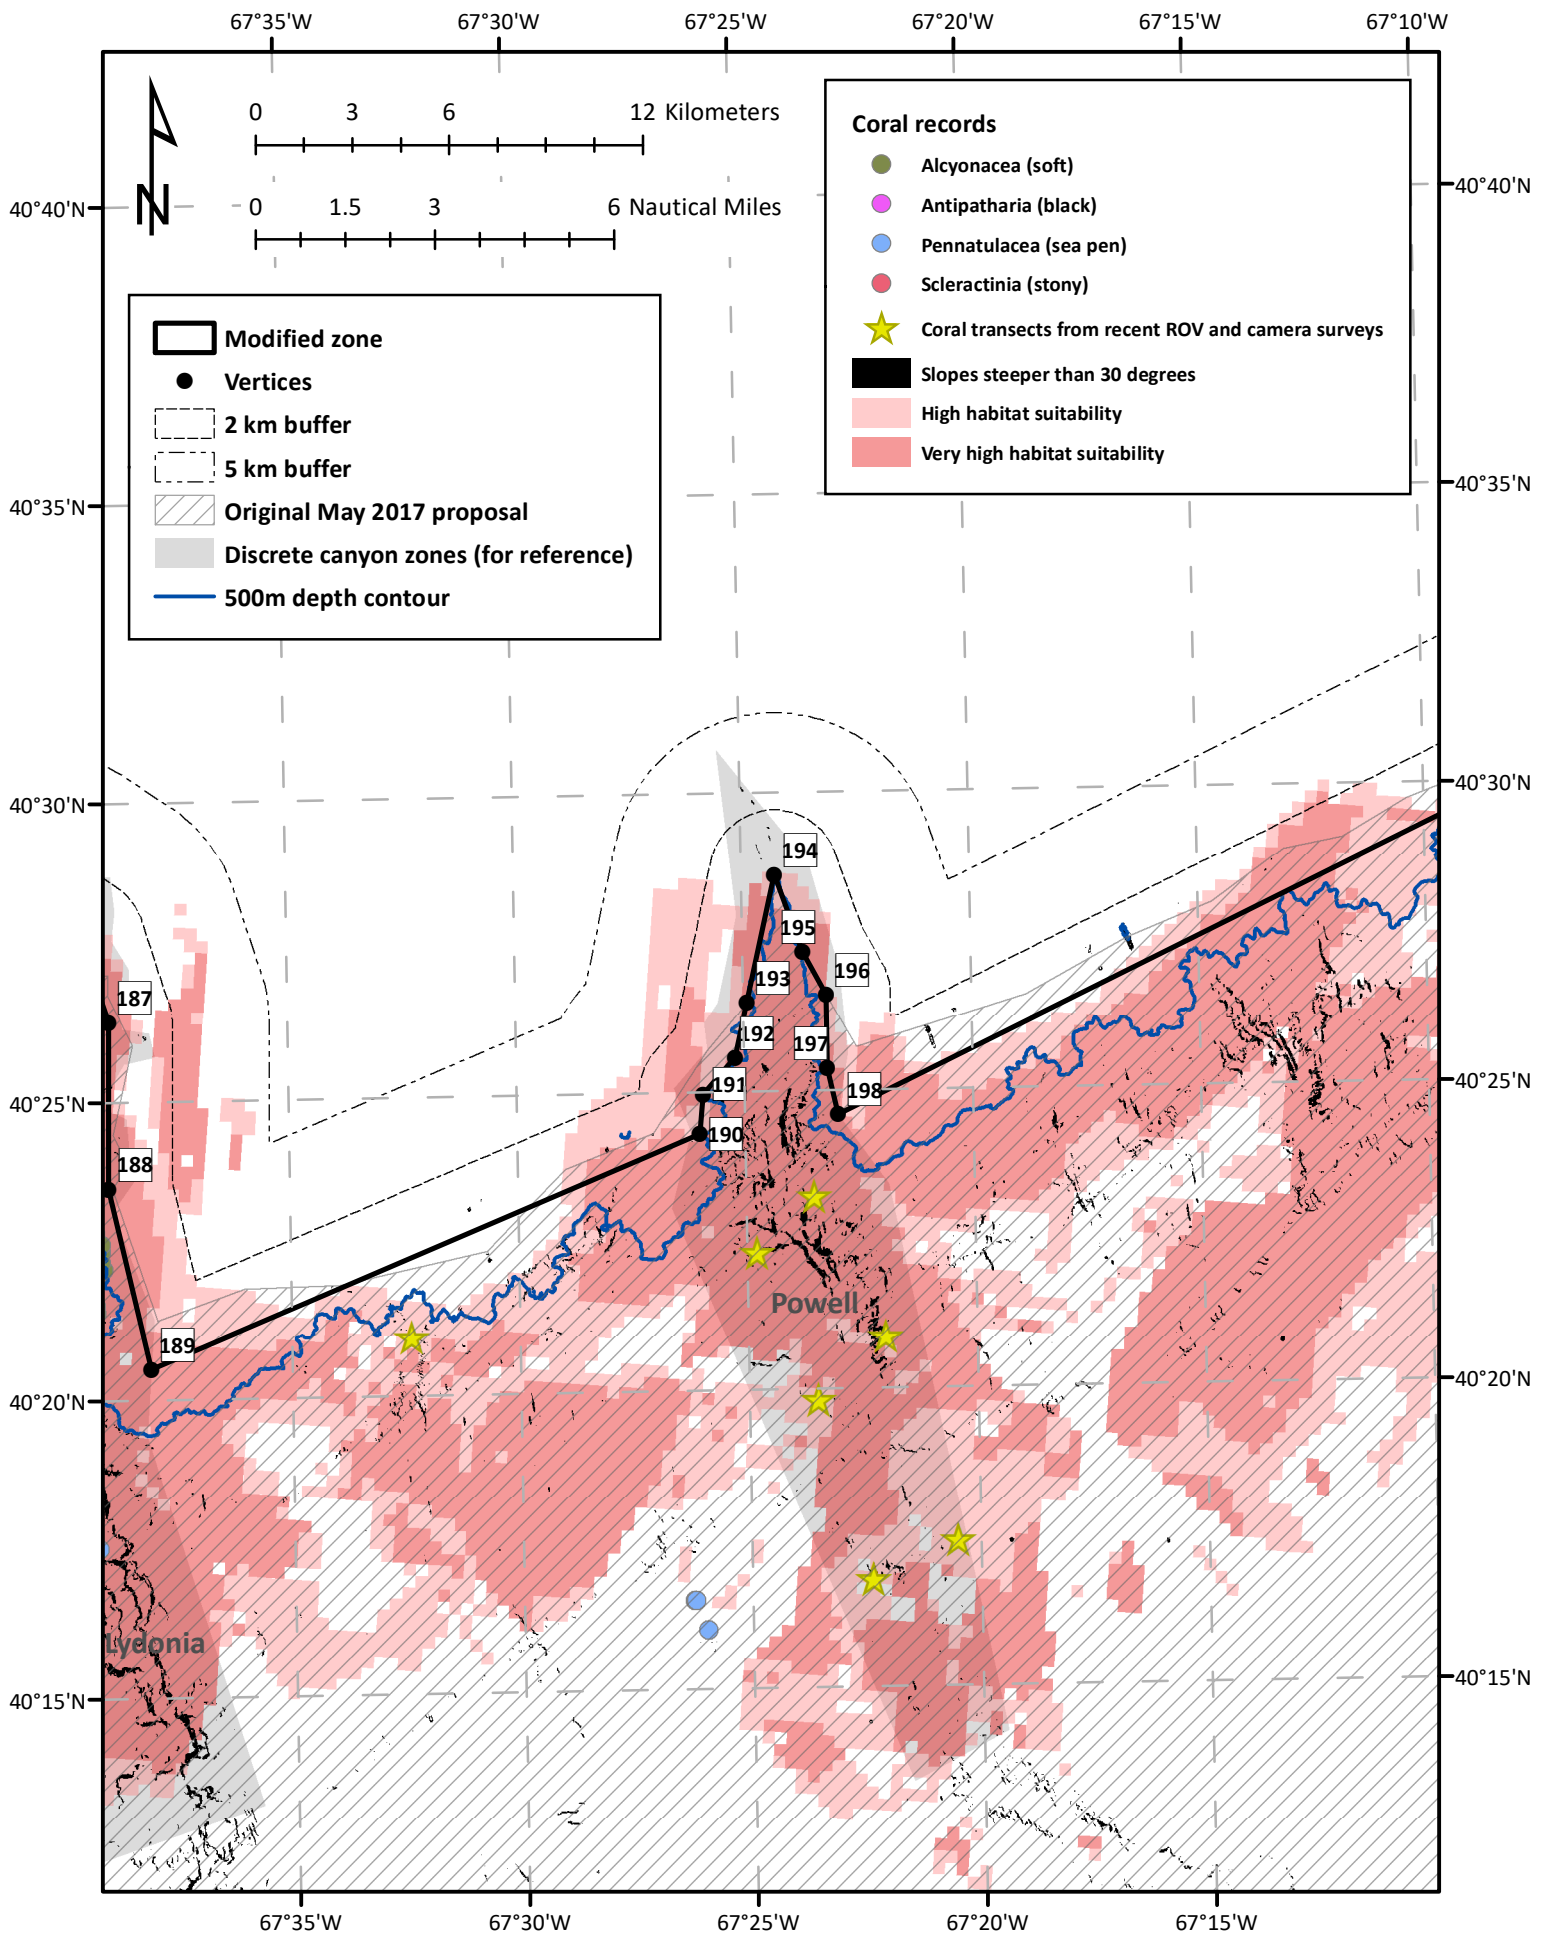 67°35'W 67°30'W 67°25'W 67°20'W 67°15'W 67°10'W
0 3 6 12 Kilometers
N
0 1.5 3 6 Nautical Miles
Coral records
Alcyonacea (soft)
Antipatharia (black)
Pennatulacea (sea pen)
Scleractinia (stony)
Coral transects from recent ROV and camera surveys
Slopes steeper than 30 degrees
High habitat suitability
Very high habitat suitability
Modified zone
Vertices
2 km buffer
5 km buffer
Original May 2017 proposal
Discrete canyon zones (for reference)
500m depth contour
40°40'N
40°35'N
40°30'N
40°25'N
40°20'N
40°15'N
40°40'N
40°35'N
40°30'N
40°25'N
40°20'N
40°15'N
194
195
196
193
187
192
197
191
198
190
188
189
Powell
Lydonia
67°35'W 67°30'W 67°25'W 67°20'W 67°15'W